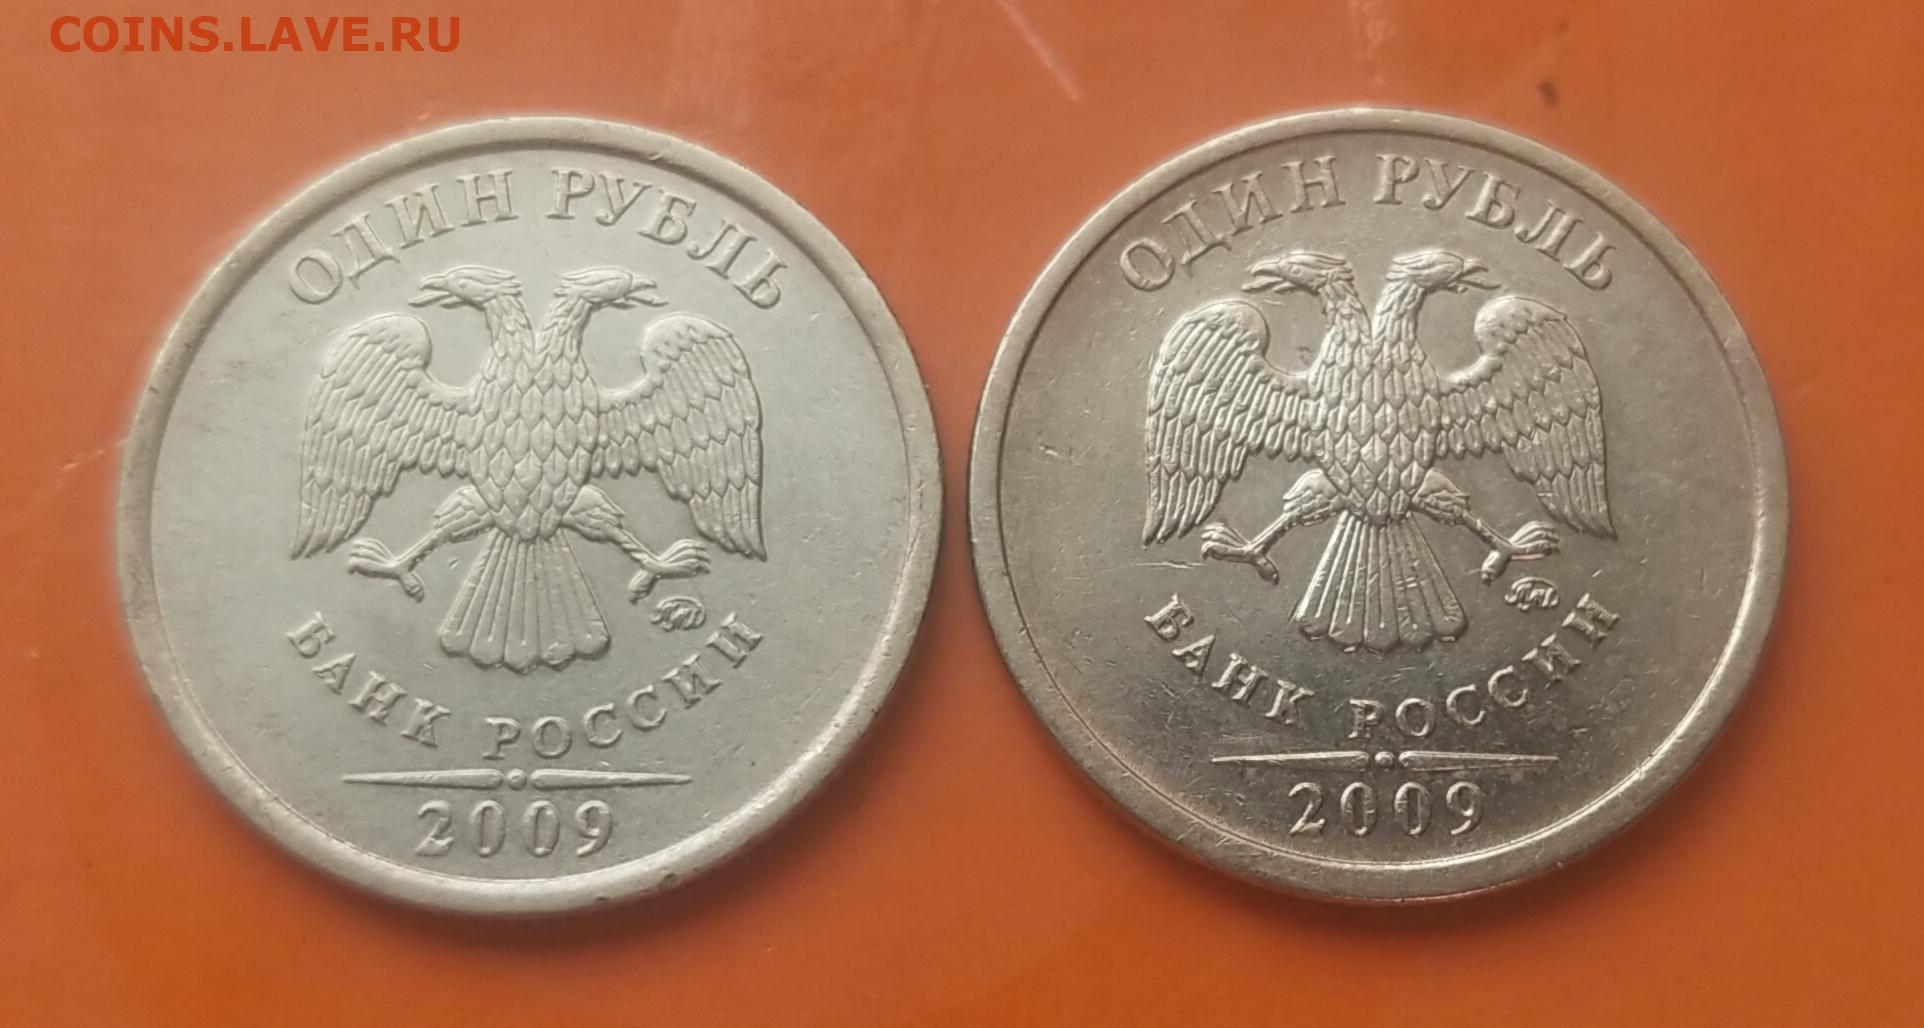 COINS.LAVE.RU
ОДИН РУБЛЬ
БАНК РОССИИ
2009
ОДИН РУБЛЬ
БАНК РОССИИ
2009